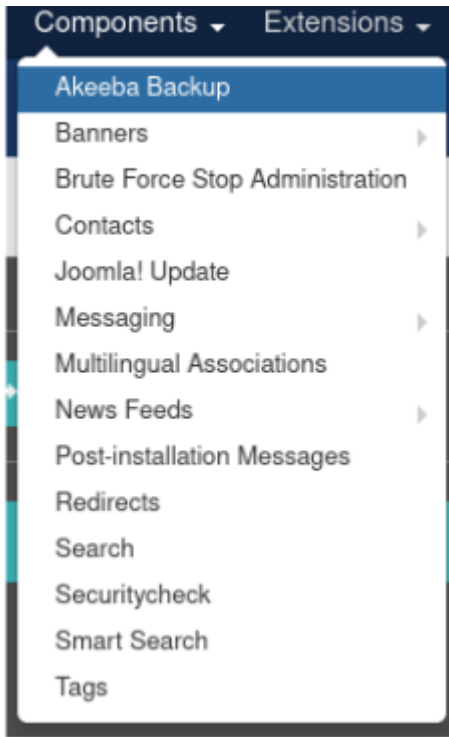 Components Extensions
Akeeba Backup
Banners
Brute Force Stop Administration
Contacts
Joomla! Update
Messaging
Multilingual Associations
News Feeds
Post-installation Messages
Redirects
Search
Securitycheck
Smart Search
Tags